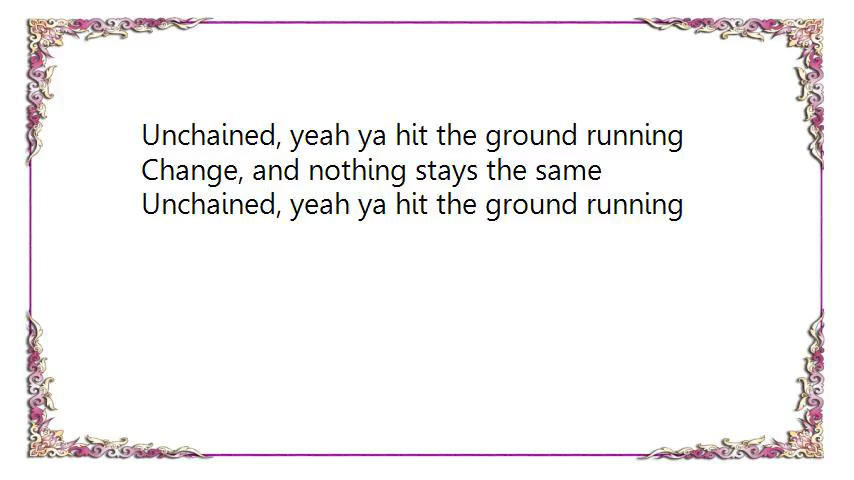 Unchained, yeah ya hit the ground running
Change, and nothing stays the same
Unchained, yeah ya hit the ground running